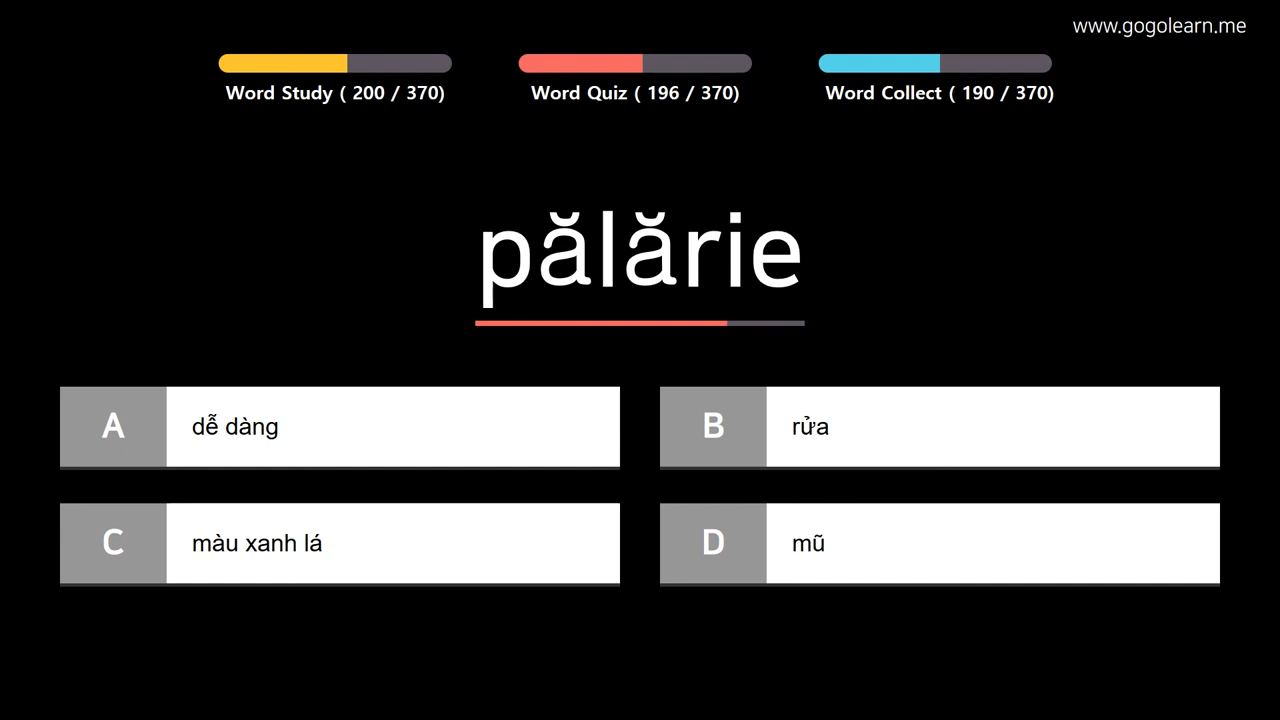 www.gogolearn.me
Word Study ( 200 / 370)
Word Quiz ( 196 / 370)
Word Collect ( 190 / 370)
pălărie
A dễ dàng
B rửa
C màu xanh lá
D mũ